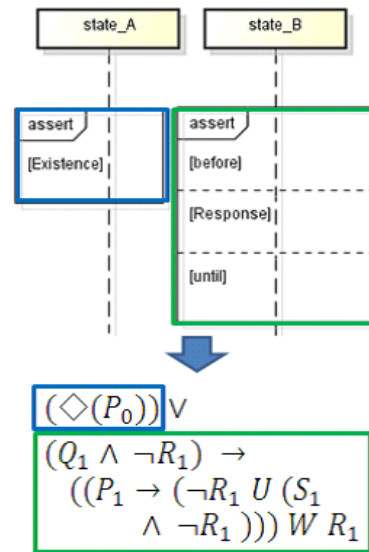 state_A
state_B
assert
assert
[Existence]
[before]
[Response]
[until]
(◇(P₀)) ∨
(Q₁ ∧ ¬R₁) →
((P₁ → (¬R₁ U (S₁
∧ ¬R₁ ))) W R₁